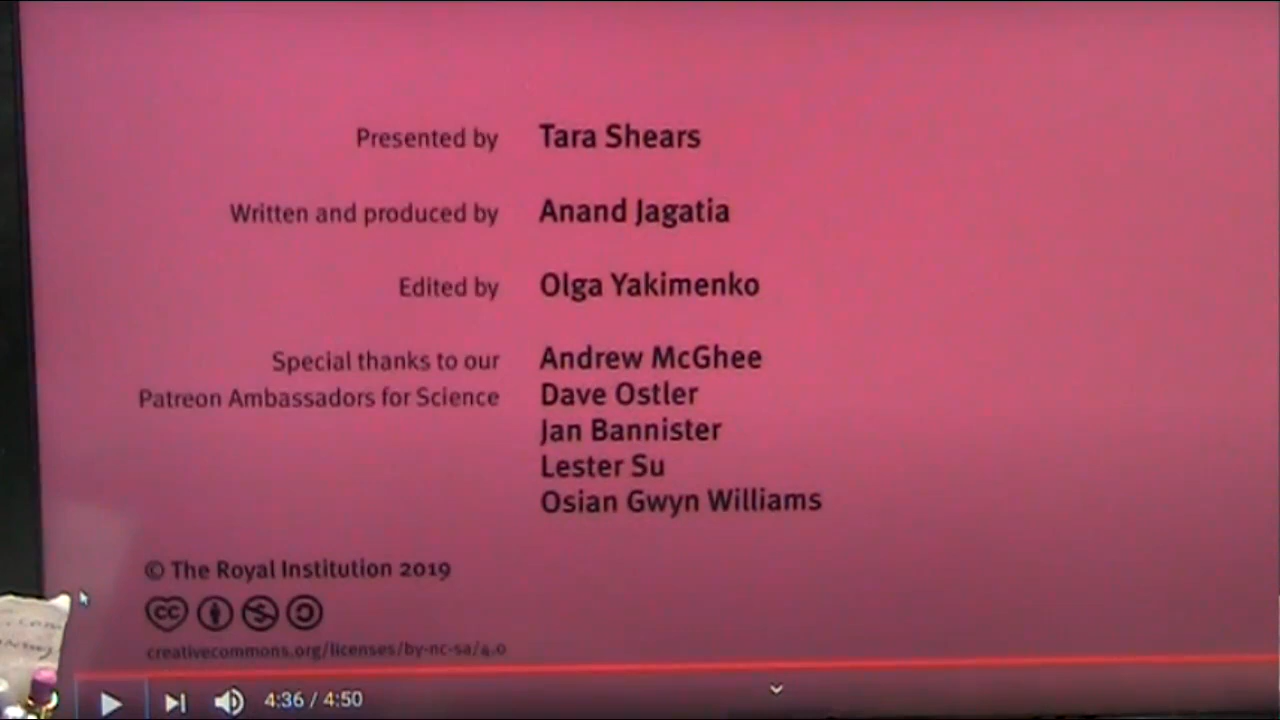 Presented by Tara Shears
Written and produced by Anand Jagatia
Edited by Olga Yakimenko
Special thanks to our Andrew McGhee
Patreon Ambassadors for Science Dave Ostler
Jan Bannister
Lester Su
Osian Gwyn Williams
© The Royal Institution 2019
cc
creativecommons.org/licenses/by-nc-sa/4.0
4:36 / 4:50